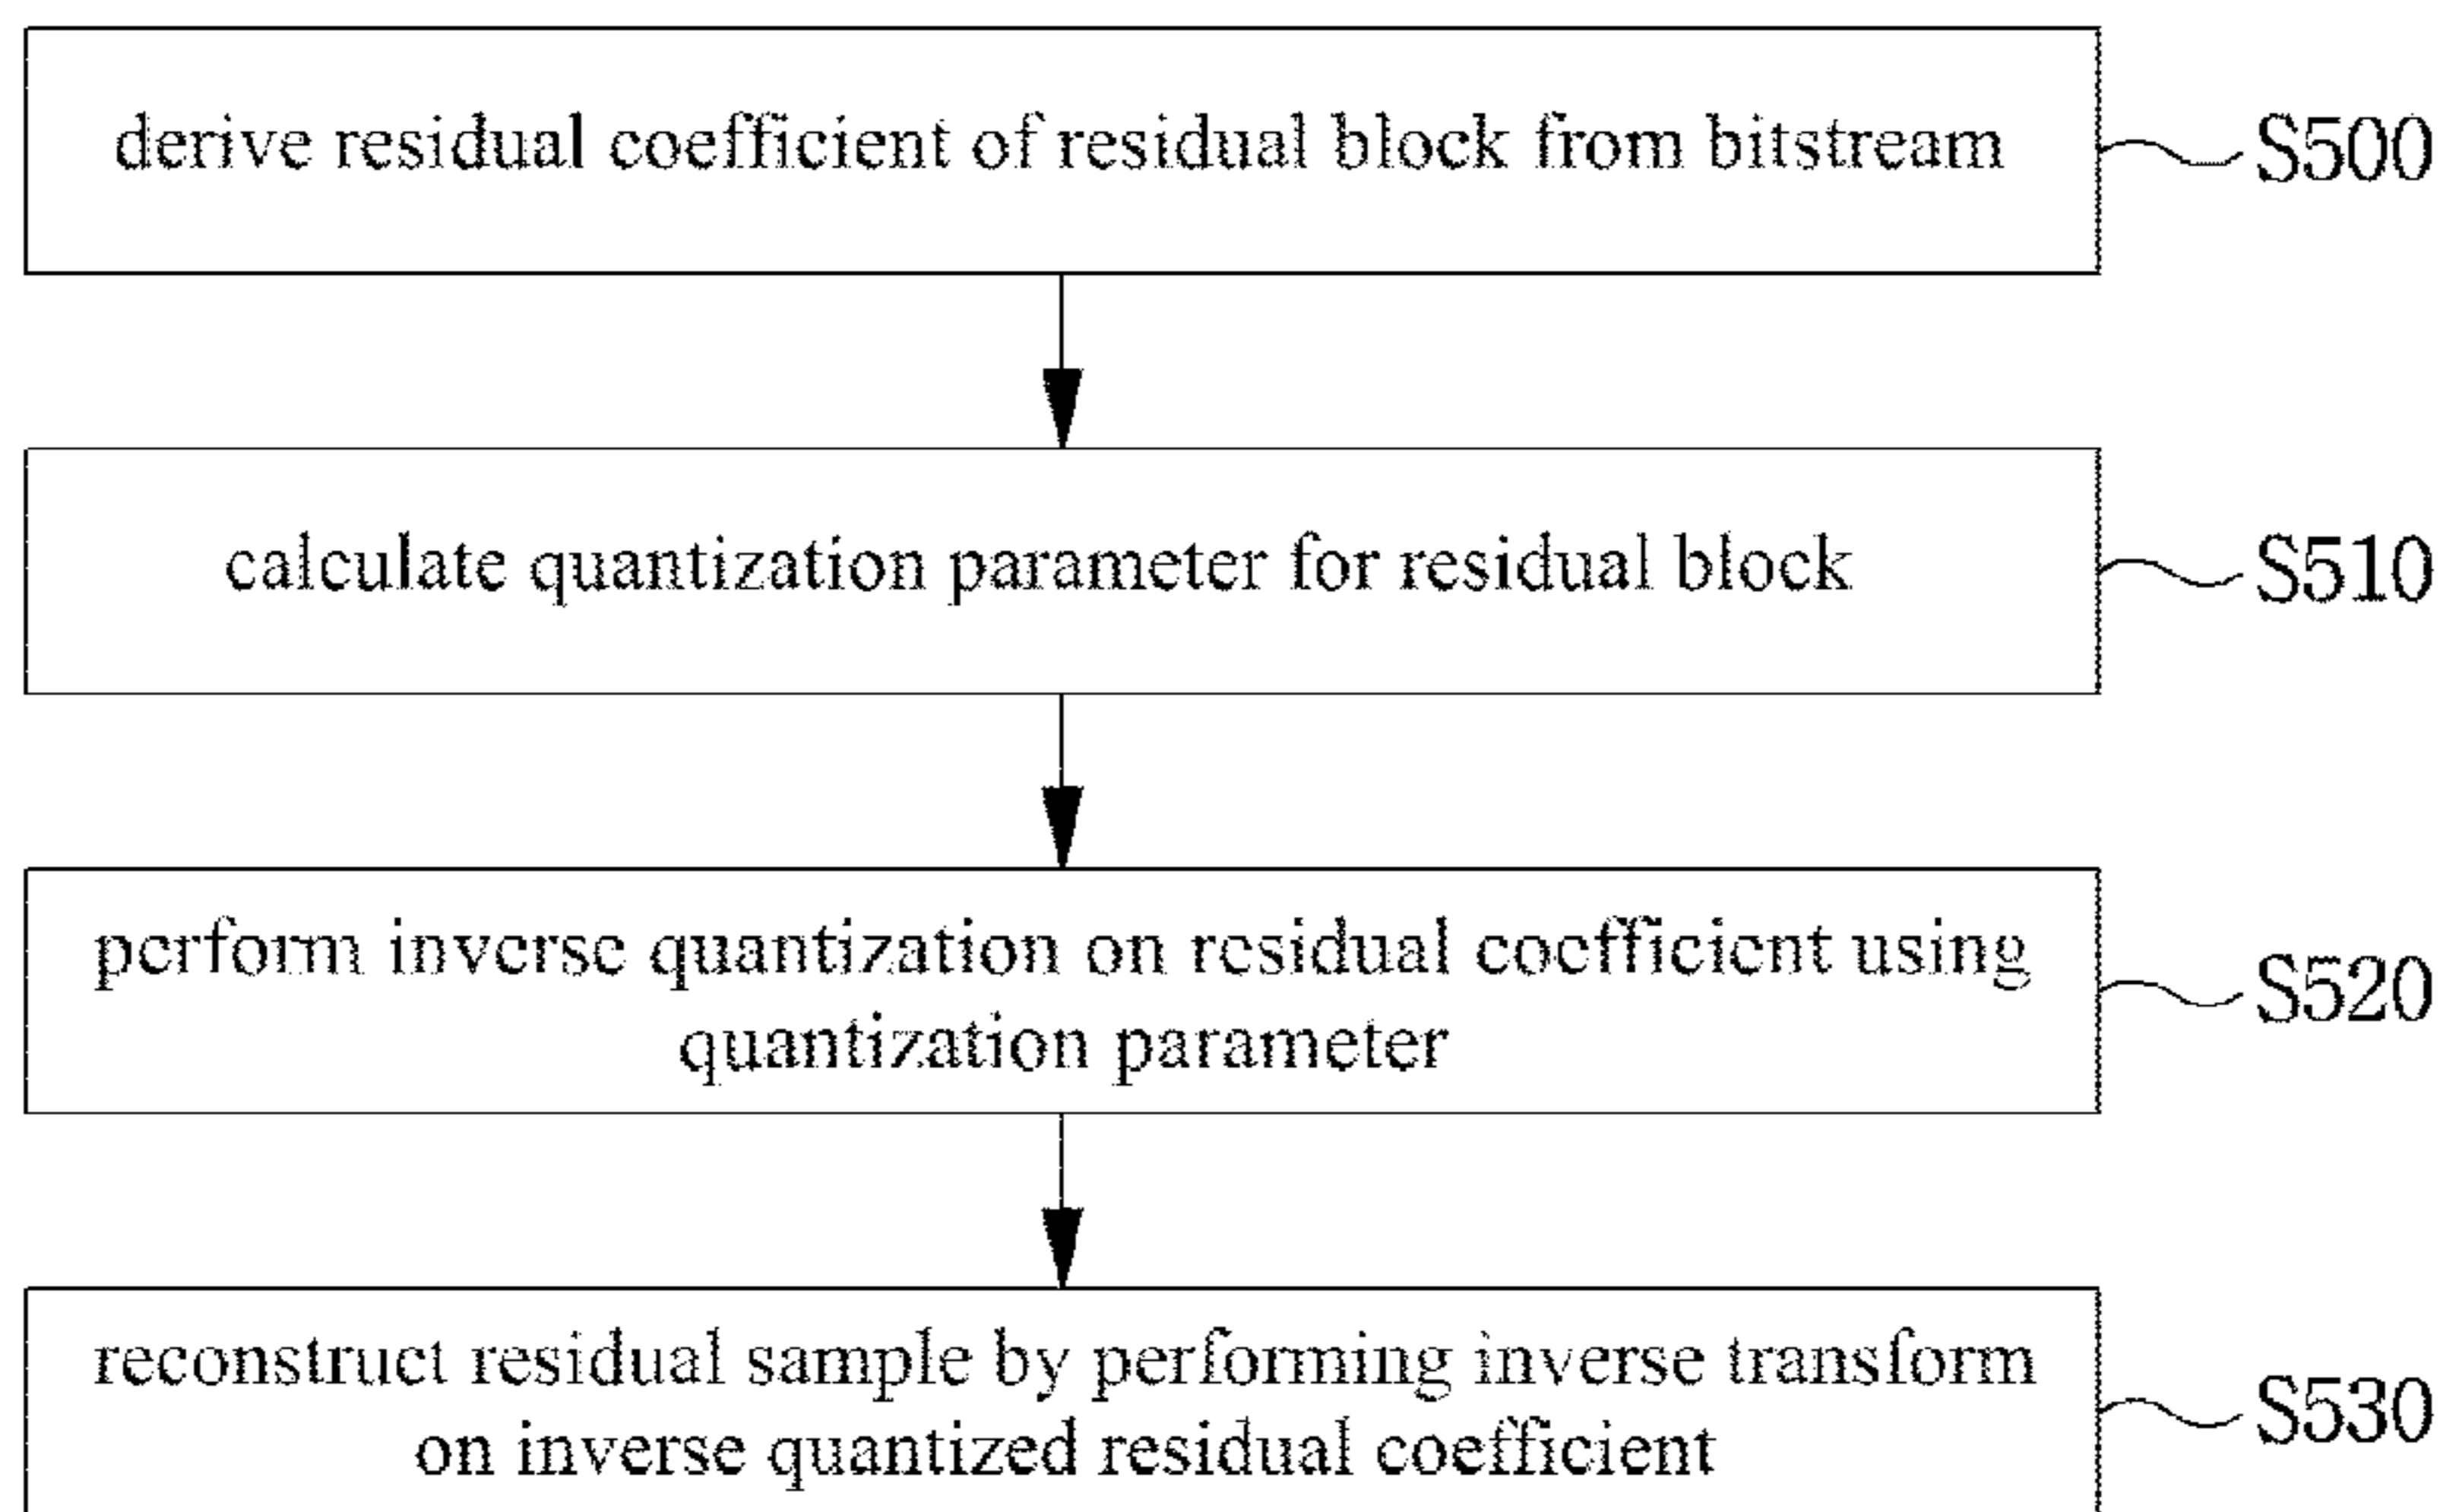 derive residual coefficient of residual block from bitstream
S500
calculate quantization parameter for residual block
S510
perform inverse quantization on residual coefficient using
quantization parameter
S520
reconstruct residual sample by performing inverse transform
on inverse quantized residual coefficient
S530